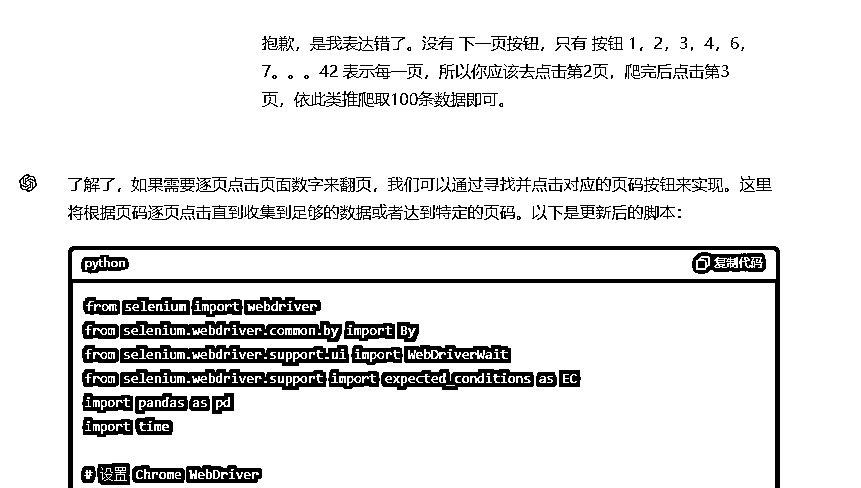 抱歉，是我表达错了。没有 下一页按钮，只有 按钮 1，2，3，4，6，
7。。。42 表示每一页，所以你应该去点击第2页，爬完后点击第3
页，依此类推爬取100条数据即可。
了解了，如果需要逐页点击页面数字来翻页，我们可以通过寻找并点击对应的页码按钮来实现。这里
将根据页码逐页点击直到收集到足够的数据或者达到特定的页码。以下是更新后的脚本：
python 复制代码
from selenium import webdriver
from selenium.webdriver.common.by import By
from selenium.webdriver.support.ui import WebDriverWait
from selenium.webdriver.support import expected_conditions as EC
import pandas as pd
import time
# 设置 Chrome WebDriver